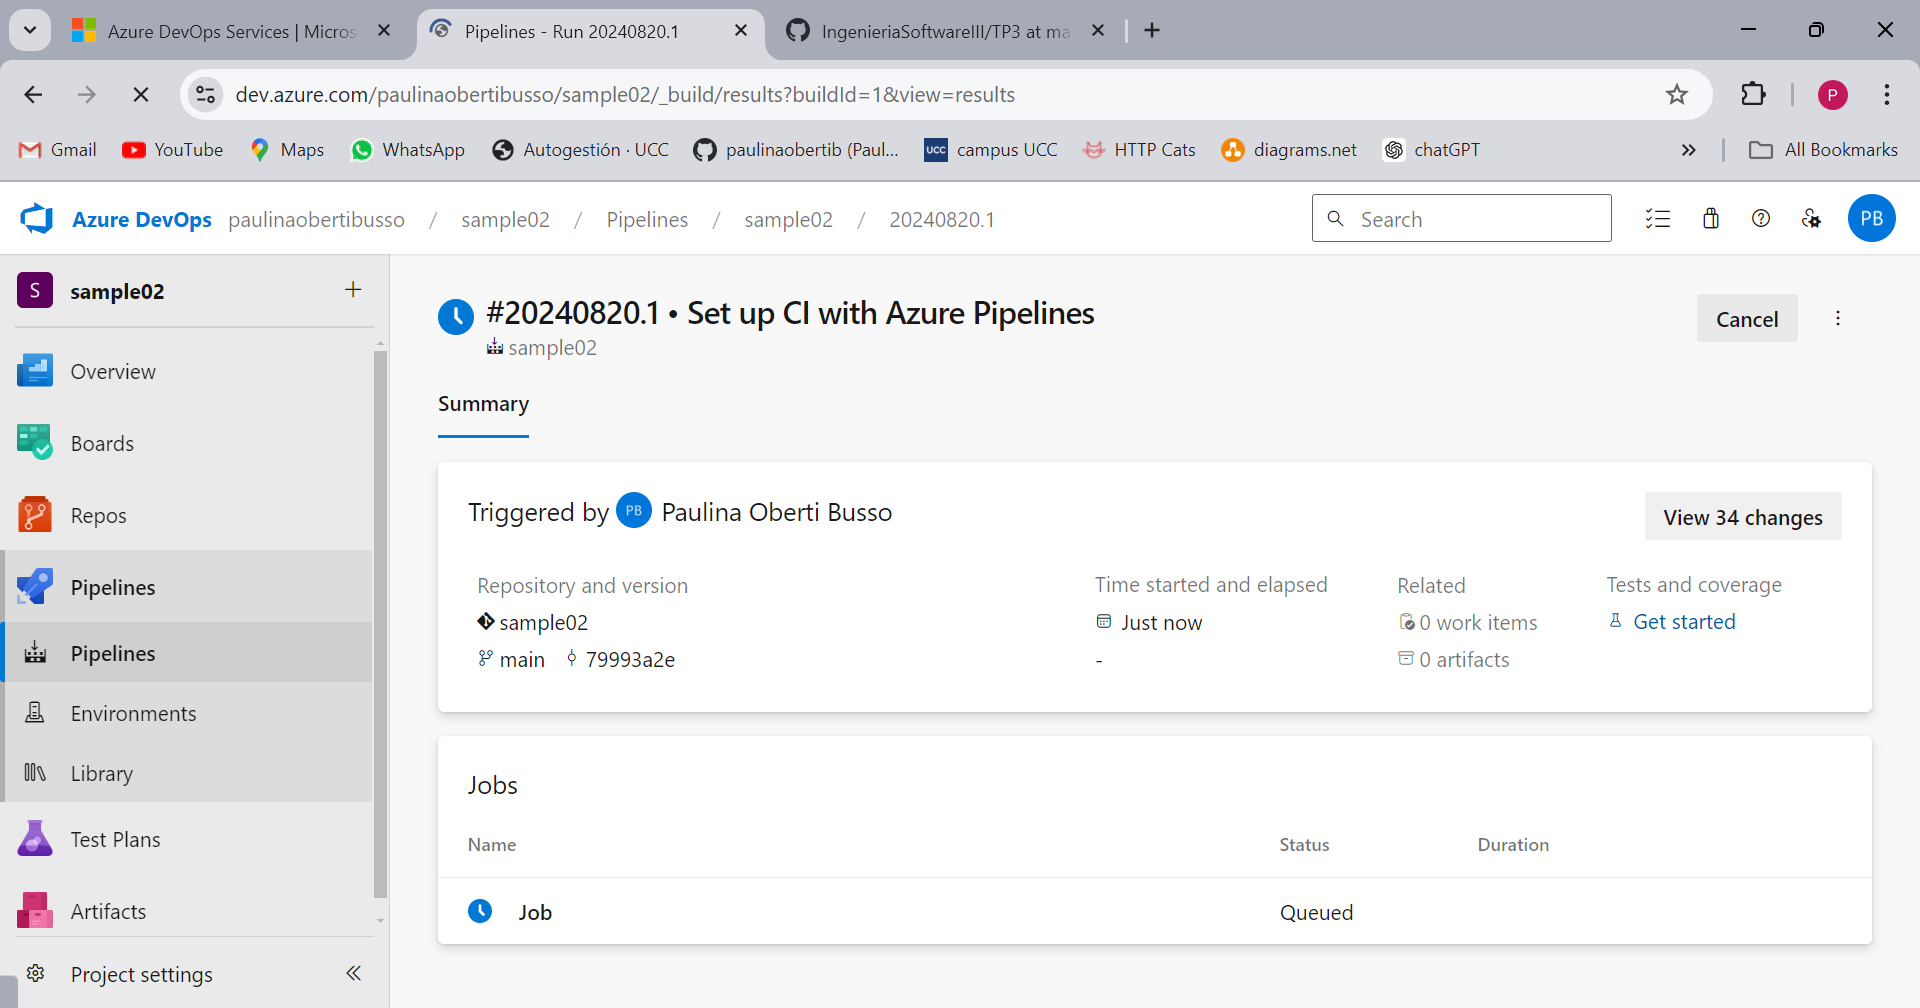 Azure DevOps Services | Micros
Pipelines - Run 20240820.1
IngenieriaSoftwareIII/TP3 at ma
dev.azure.com/paulinaobertibusso/sample02/_build/results?buildId=1&view=results
P
Gmail
YouTube
Maps
WhatsApp
Autogestión · UCC
paulinaobertib (Paul...
UCC
campus UCC
HTTP Cats
diagrams.net
chatGPT
All Bookmarks
Azure DevOps paulinaobertibusso / sample02 / Pipelines / sample02 / 20240820.1
Search
PB
S sample02
Overview
Boards
Repos
Pipelines
Pipelines
Environments
Library
Test Plans
Artifacts
Project settings
#20240820.1 • Set up CI with Azure Pipelines
sample02
Cancel
Summary
Triggered by PB Paulina Oberti Busso
View 34 changes
Repository and version
sample02
main 79993a2e
Time started and elapsed
Just now
-
Related
0 work items
0 artifacts
Tests and coverage
Get started
Jobs
Name Status Duration
Job Queued